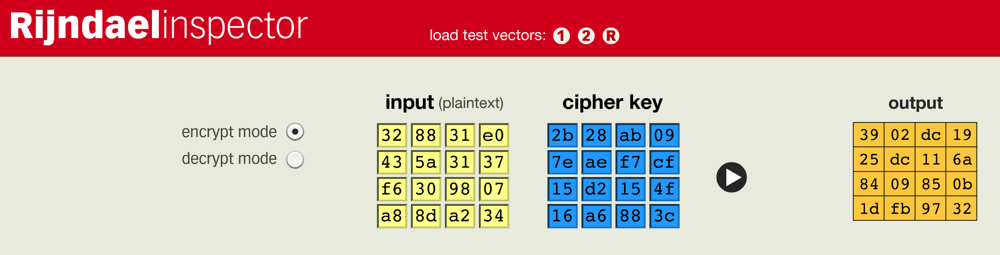 Rijndaelinspector
load test vectors: 1 2 R
input (plaintext)
cipher key
output
encrypt mode
decrypt mode
32 88 31 e0
43 5a 31 37
f6 30 98 07
a8 8d a2 34
2b 28 ab 09
7e ae f7 cf
15 d2 15 4f
16 a6 88 3c
39 02 dc 19
25 dc 11 6a
84 09 85 0b
1d fb 97 32